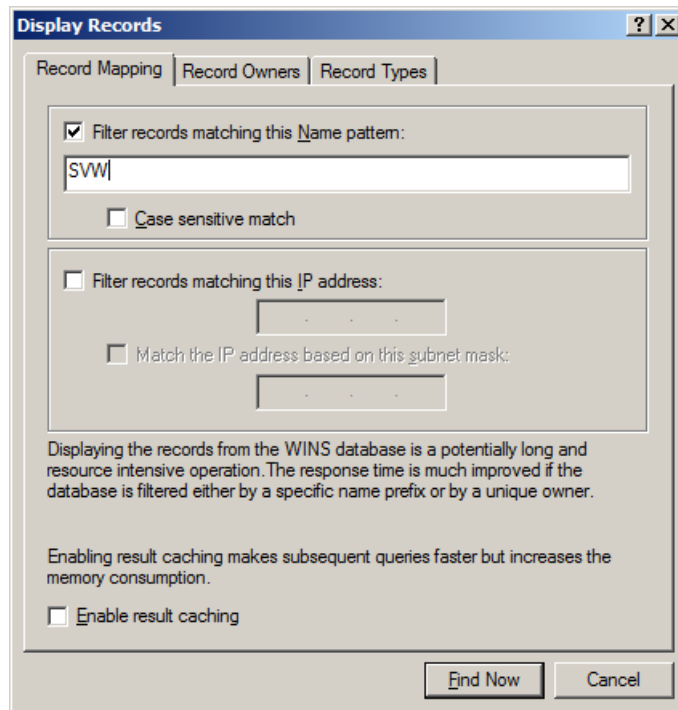 Display Records
Record Mapping
Record Owners
Record Types
Filter records matching this Name pattern:
SVW
Case sensitive match
Filter records matching this IP address:
. . .
Match the IP address based on this subnet mask:
. . .
Displaying the records from the WINS database is a potentially long and
resource intensive operation.The response time is much improved if the
database is filtered either by a specific name prefix or by a unique owner.
Enabling result caching makes subsequent queries faster but increases the
memory consumption.
Enable result caching
Find Now
Cancel